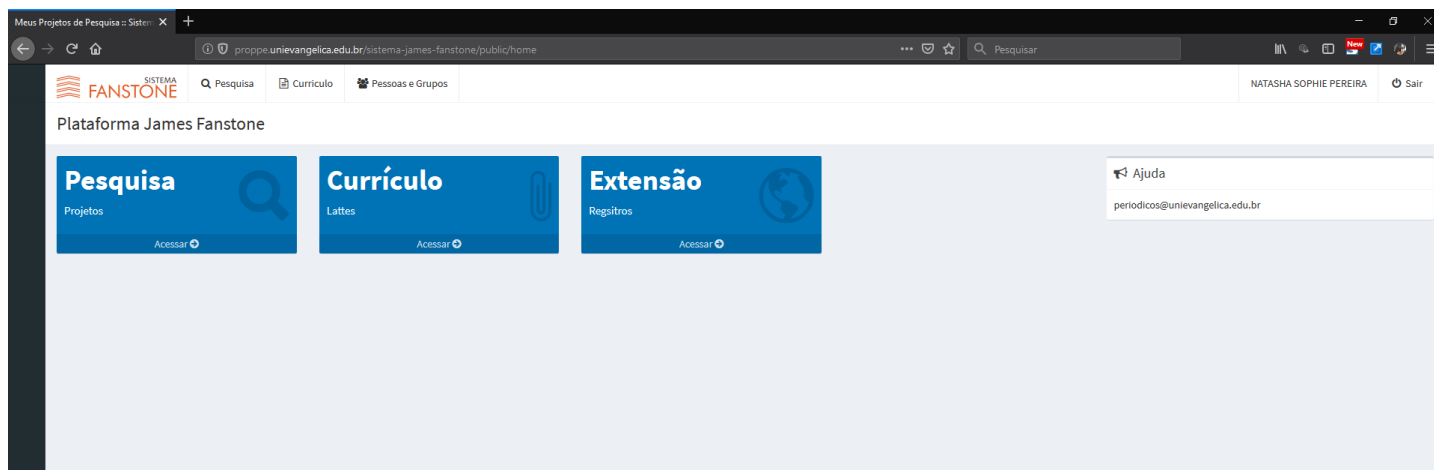 Meus Projetos de Pesquisa :: Sistem
proppe.unievangelica.edu.br/sistema-james-fanstone/public/home
Pesquisar
New
SISTEMA
FANSTONE
Pesquisa
Curriculo
Pessoas e Grupos
NATASHA SOPHIE PEREIRA
Sair
Plataforma James Fanstone
Pesquisa
Projetos
Acessar
Currículo
Lattes
Acessar
Extensão
Regsitros
Acessar
Ajuda
periodicos@unievangelica.edu.br